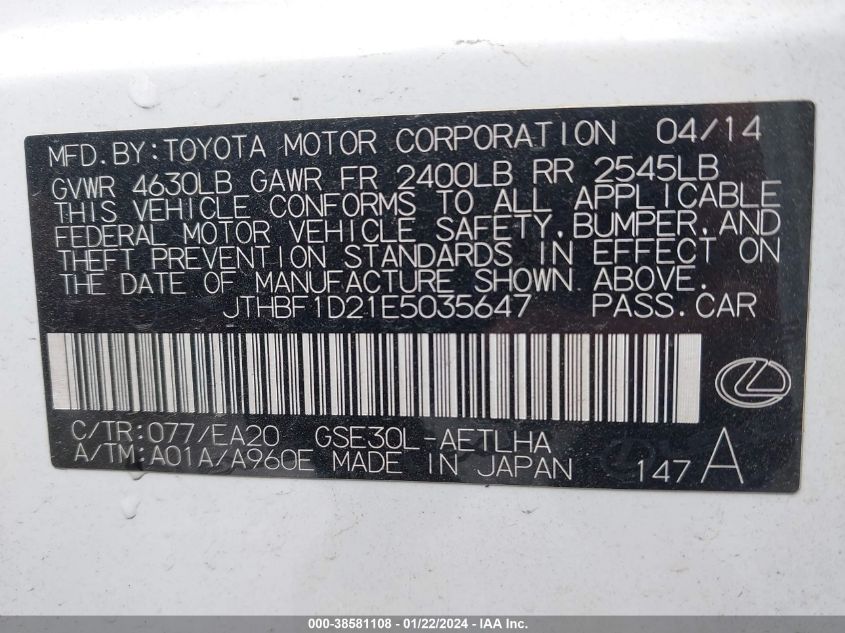 MFD.BY:TOYOTA MOTOR CORPORATION 04/14
GVWR 4630LB GAWR FR 2400LB RR 2545LB
THIS VEHICLE CONFORMS TO ALL APPLICABLE
FEDERAL MOTOR VEHICLE SAFETY,BUMPER,AND
THEFT PREVENTION STANDARDS IN EFFECT ON
THE DATE OF MANUFACTURE SHOWN ABOVE.
JTHBF1D21E5035647 PASS.CAR
C/TR:077/EA20 GSE30L-AETLHA
A/TM:A01A/A960E MADE IN JAPAN 147 A
000-38581108 - 01/22/2024 - IAAI.com